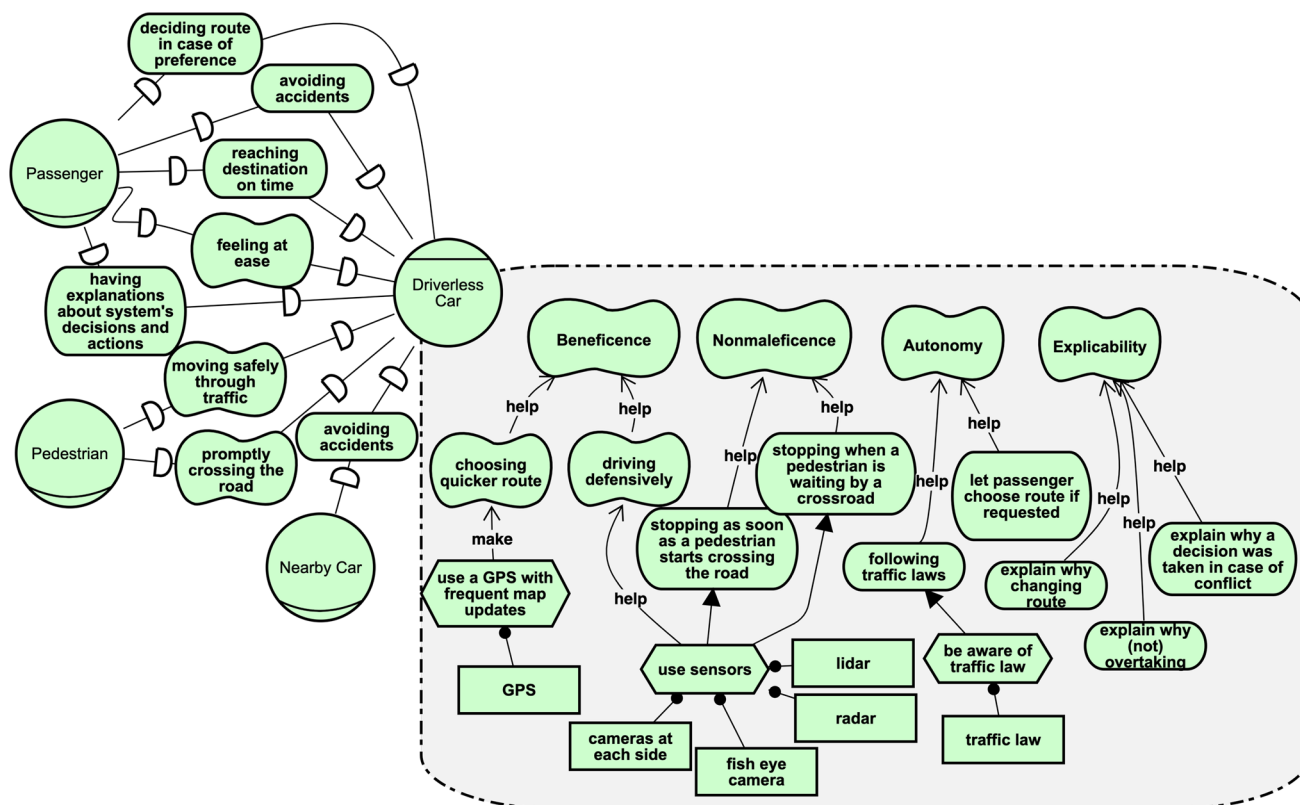 deciding route
in case of
preference
avoiding
accidents
Passenger
reaching
destination
on time
feeling at
ease
having
explanations
about system's
decisions and
actions
Driverless
Car
moving safely
through
traffic
Pedestrian
promptly
crossing the
road
avoiding
accidents
Nearby Car
Beneficence
Nonmaleficence
Autonomy
Explicability
help
help
help
help
help
help
help
help
help
help
choosing
quicker route
driving
defensively
stopping when a
pedestrian is
waiting by a
crossroad
let passenger
choose route if
requested
make
stopping as soon
as a pedestrian
starts crossing
the road
explain why a
decision was
taken in case of
conflict
use a GPS with
frequent map
updates
following
traffic laws
explain why
changing
route
explain why
(not)
overtaking
use sensors
be aware of
traffic law
GPS
lidar
radar
cameras at
each side
fish eye
camera
traffic law